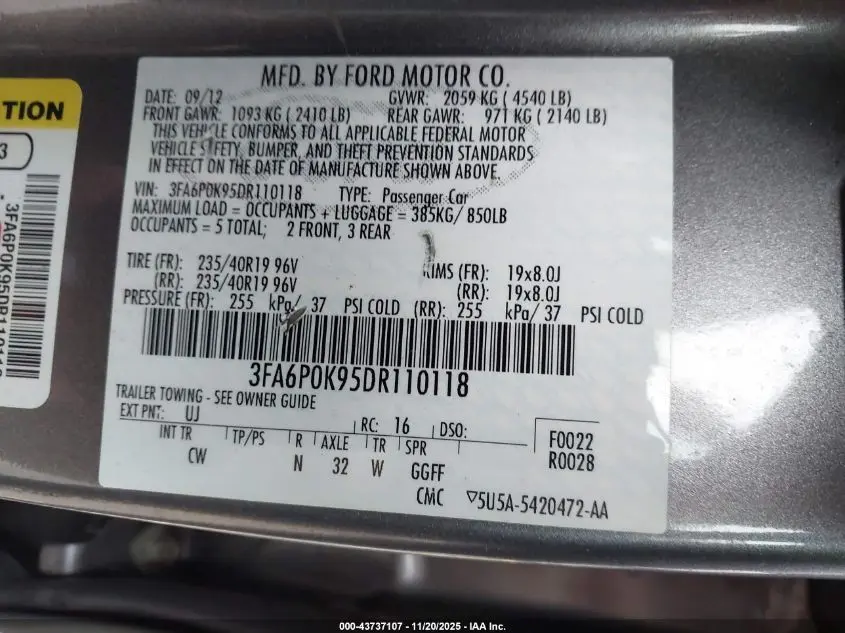 TION
3
3FA6P0K95DR110118
MFD. BY FORD MOTOR CO.
DATE: 09/12 GVWR: 2059 KG ( 4540 LB)
FRONT GAWR: 1093 KG ( 2410 LB) REAR GAWR: 971 KG ( 2140 LB)
THIS VEHICLE CONFORMS TO ALL APPLICABLE FEDERAL MOTOR
VEHICLE SAFETY, BUMPER, AND THEFT PREVENTION STANDARDS
IN EFFECT ON THE DATE OF MANUFACTURE SHOWN ABOVE.
VIN: 3FA6P0K95DR110118 TYPE: Passenger Car
MAXIMUM LOAD = OCCUPANTS + LUGGAGE = 385KG/ 850LB
OCCUPANTS = 5 TOTAL; 2 FRONT, 3 REAR
TIRE (FR): 235/40R19 96V RIMS (FR): 19x8.0J
(RR): 235/40R19 96V (RR): 19x8.0J
PRESSURE (FR): 255 kPa/ 37 PSI COLD (RR): 255 kPa/ 37 PSI COLD
3FA6P0K95DR110118
TRAILER TOWING - SEE OWNER GUIDE
EXT PNT: UJ RC: 16 DSO:
INT TR TP/PS R AXLE TR SPR F0022
CW N 32 W GGFF R0028
CMC ▽5U5A-5420472-AA
000-43737107 - 11/20/2025 - IAA Inc.